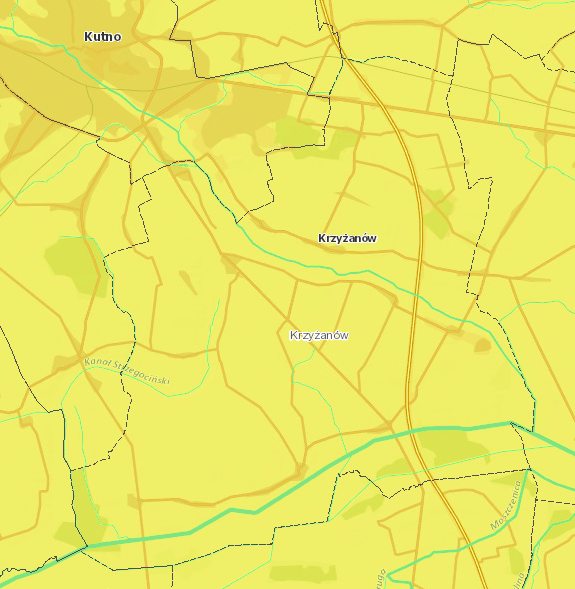 Kutno
Krzyżanów
Krzyżanów
Kanał Strzegociński
Moszczenica